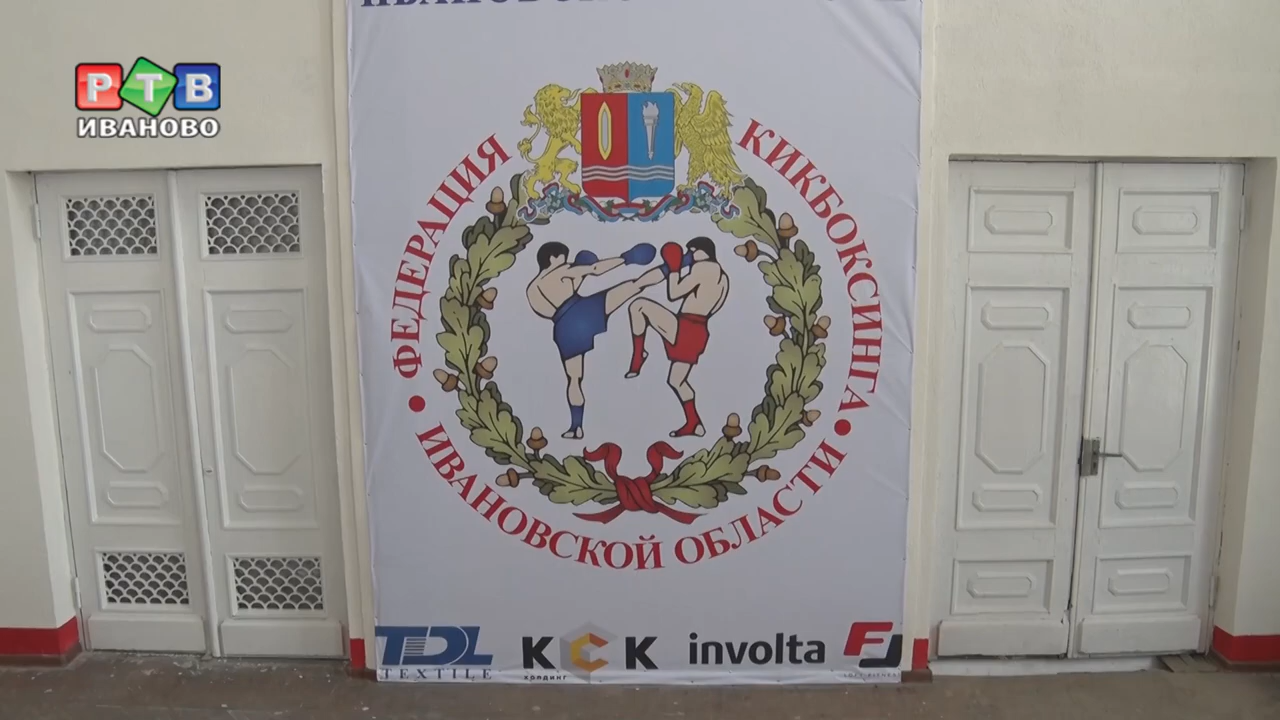 РТВ
ИВАНОВО
ФЕДЕРАЦИЯ КИКБОКСИНГА
• ИВАНОВСКОЙ ОБЛАСТИ •
TDL
TEXTILE
КСК
холдинг
involta
FJ